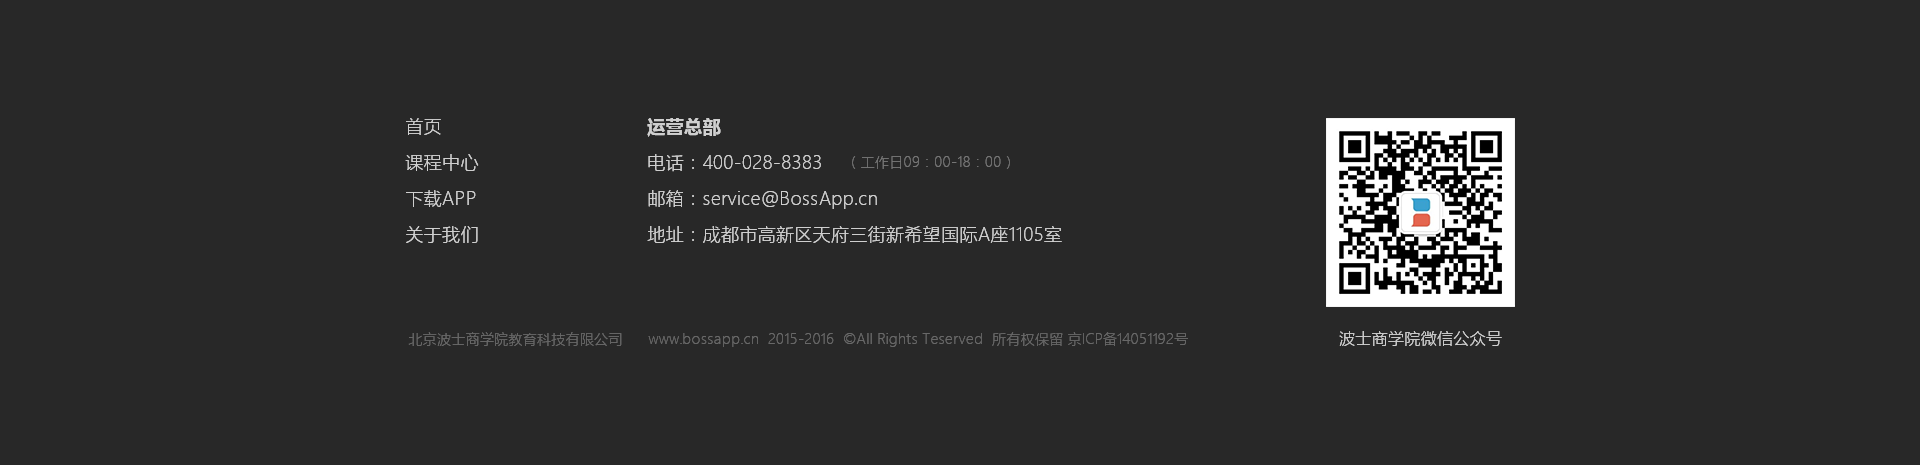 首页
课程中心
下载APP
关于我们
运营总部
电话：400-028-8383 （工作日09：00-18：00）
邮箱：service@BossApp.cn
地址：成都市高新区天府三街新希望国际A座1105室
北京波士商学院教育科技有限公司 www.bossapp.cn 2015-2016 ©All Rights Teserved 所有权保留 京ICP备14051192号
波士商学院微信公众号